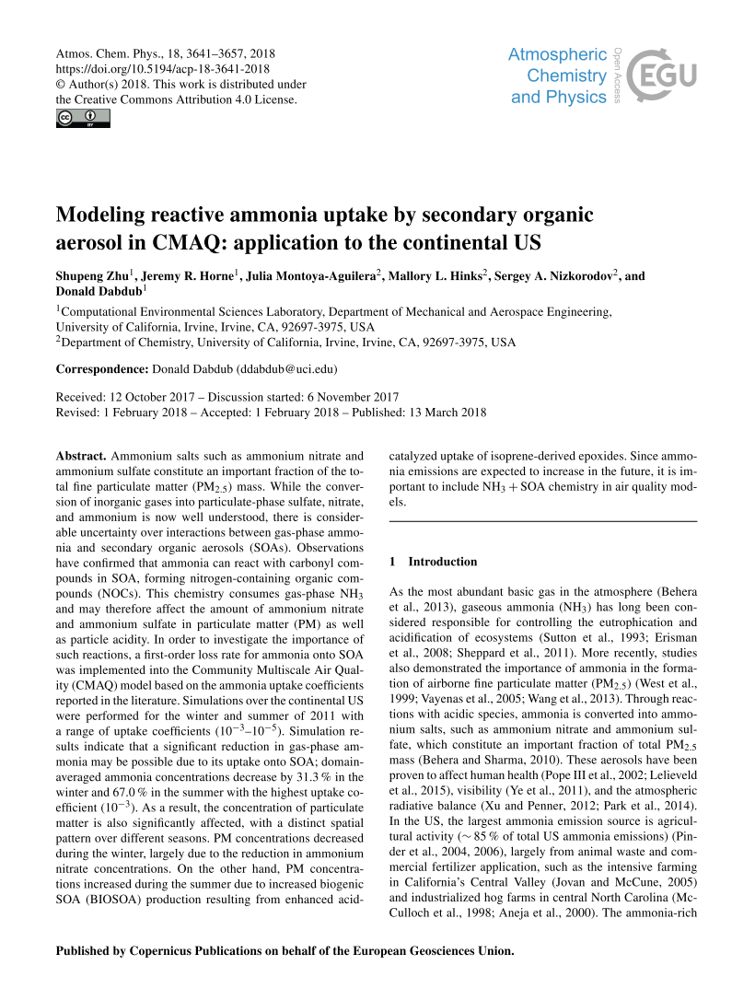 Atmos. Chem. Phys., 18, 3641–3657, 2018
https://doi.org/10.5194/acp-18-3641-2018
© Author(s) 2018. This work is distributed under
the Creative Commons Attribution 4.0 License.
cc BY
Atmospheric
Chemistry
and Physics
Open Access
EGU
Modeling reactive ammonia uptake by secondary organic
aerosol in CMAQ: application to the continental US
Shupeng Zhu1, Jeremy R. Horne1, Julia Montoya-Aguilera2, Mallory L. Hinks2, Sergey A. Nizkorodov2, and
Donald Dabdub1
1Computational Environmental Sciences Laboratory, Department of Mechanical and Aerospace Engineering,
University of California, Irvine, Irvine, CA, 92697-3975, USA
2Department of Chemistry, University of California, Irvine, Irvine, CA, 92697-3975, USA
Correspondence: Donald Dabdub (ddabdub@uci.edu)
Received: 12 October 2017 – Discussion started: 6 November 2017
Revised: 1 February 2018 – Accepted: 1 February 2018 – Published: 13 March 2018
Abstract. Ammonium salts such as ammonium nitrate and
ammonium sulfate constitute an important fraction of the to-
tal fine particulate matter (PM2.5) mass. While the conver-
sion of inorganic gases into particulate-phase sulfate, nitrate,
and ammonium is now well understood, there is consider-
able uncertainty over interactions between gas-phase ammo-
nia and secondary organic aerosols (SOAs). Observations
have confirmed that ammonia can react with carbonyl com-
pounds in SOA, forming nitrogen-containing organic com-
pounds (NOCs). This chemistry consumes gas-phase NH3
and may therefore affect the amount of ammonium nitrate
and ammonium sulfate in particulate matter (PM) as well
as particle acidity. In order to investigate the importance of
such reactions, a first-order loss rate for ammonia onto SOA
was implemented into the Community Multiscale Air Qual-
ity (CMAQ) model based on the ammonia uptake coefficients
reported in the literature. Simulations over the continental US
were performed for the winter and summer of 2011 with
a range of uptake coefficients (10−3–10−5). Simulation re-
sults indicate that a significant reduction in gas-phase am-
monia may be possible due to its uptake onto SOA; domain-
averaged ammonia concentrations decrease by 31.3 % in the
winter and 67.0 % in the summer with the highest uptake co-
efficient (10−3). As a result, the concentration of particulate
matter is also significantly affected, with a distinct spatial
pattern over different seasons. PM concentrations decreased
during the winter, largely due to the reduction in ammonium
nitrate concentrations. On the other hand, PM concentra-
tions increased during the summer due to increased biogenic
SOA (BIOSOA) production resulting from enhanced acid-
catalyzed uptake of isoprene-derived epoxides. Since ammo-
nia emissions are expected to increase in the future, it is im-
portant to include NH3 + SOA chemistry in air quality mod-
els.
1 Introduction
As the most abundant basic gas in the atmosphere (Behera
et al., 2013), gaseous ammonia (NH3) has long been con-
sidered responsible for controlling the eutrophication and
acidification of ecosystems (Sutton et al., 1993; Erisman
et al., 2008; Sheppard et al., 2011). More recently, studies
also demonstrated the importance of ammonia in the forma-
tion of airborne fine particulate matter (PM2.5) (West et al.,
1999; Vayenas et al., 2005; Wang et al., 2013). Through reac-
tions with acidic species, ammonia is converted into ammo-
nium salts, such as ammonium nitrate and ammonium sul-
fate, which constitute an important fraction of total PM2.5
mass (Behera and Sharma, 2010). These aerosols have been
proven to affect human health (Pope III et al., 2002; Lelieveld
et al., 2015), visibility (Ye et al., 2011), and the atmospheric
radiative balance (Xu and Penner, 2012; Park et al., 2014).
In the US, the largest ammonia emission source is agricul-
tural activity (∼ 85 % of total US ammonia emissions) (Pin-
der et al., 2004, 2006), largely from animal waste and com-
mercial fertilizer application, such as the intensive farming
in California's Central Valley (Jovan and McCune, 2005)
and industrialized hog farms in central North Carolina (Mc-
Culloch et al., 1998; Aneja et al., 2000). The ammonia-rich
Published by Copernicus Publications on behalf of the European Geosciences Union.